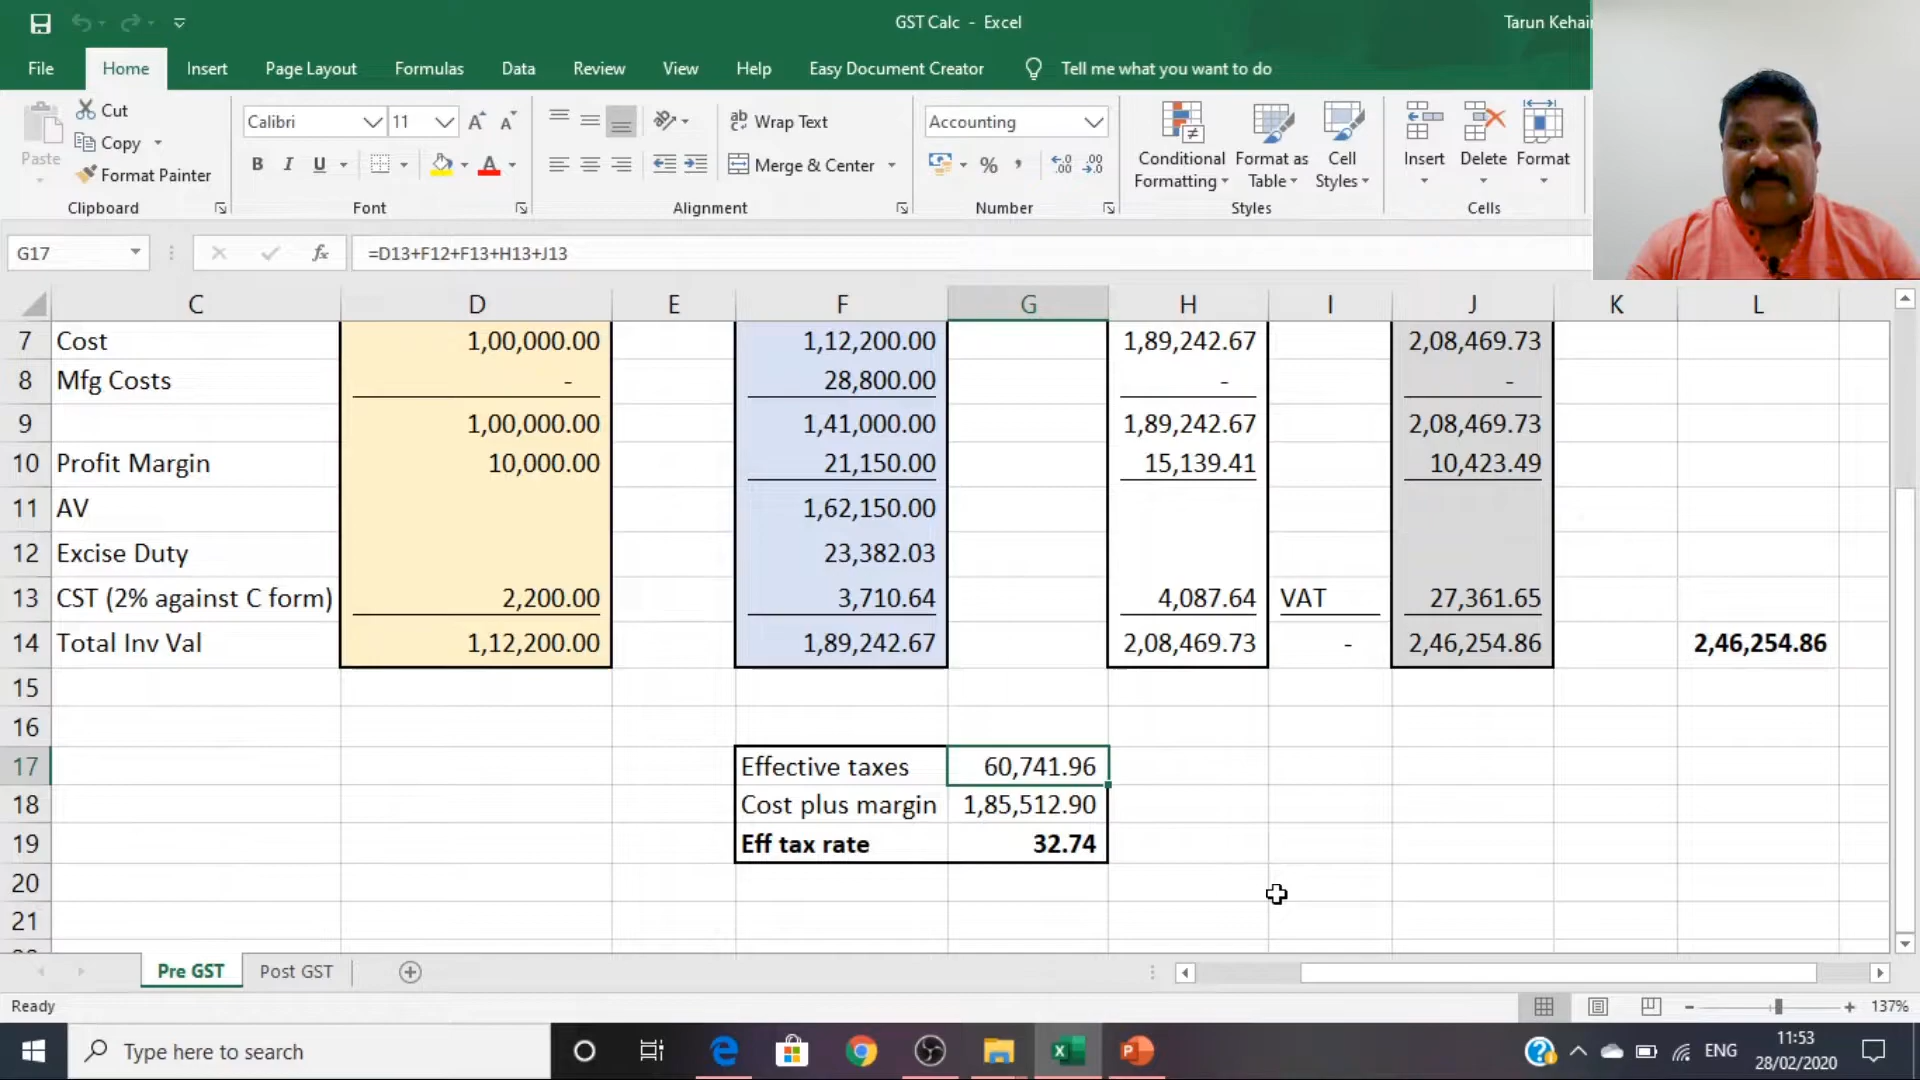 GST Calc - Excel
Tarun Kehair
File Home Insert Page Layout Formulas Data Review View Help Easy Document Creator Tell me what you want to do
Paste
Cut
Copy
Format Painter
Clipboard
Calibri 11
B I U
Font
Wrap Text
Merge & Center
Alignment
Accounting
Number
Conditional Formatting
Format as Table
Cell Styles
Styles
Insert Delete Format
Cells
G17 fx =D13+F12+F13+H13+J13
C D E F G H I J K L
7 Cost 1,00,000.00 1,12,200.00 1,89,242.67 2,08,469.73
8 Mfg Costs - 28,800.00 - -
9 1,00,000.00 1,41,000.00 1,89,242.67 2,08,469.73
10 Profit Margin 10,000.00 21,150.00 15,139.41 10,423.49
11 AV 1,62,150.00
12 Excise Duty 23,382.03
13 CST (2% against C form) 2,200.00 3,710.64 4,087.64 VAT 27,361.65
14 Total Inv Val 1,12,200.00 1,89,242.67 2,08,469.73 - 2,46,254.86 2,46,254.86
15
16
17 Effective taxes 60,741.96
18 Cost plus margin 1,85,512.90
19 Eff tax rate 32.74
20
21
Pre GST Post GST
Ready 137%
Type here to search
ENG
11:53
28/02/2020